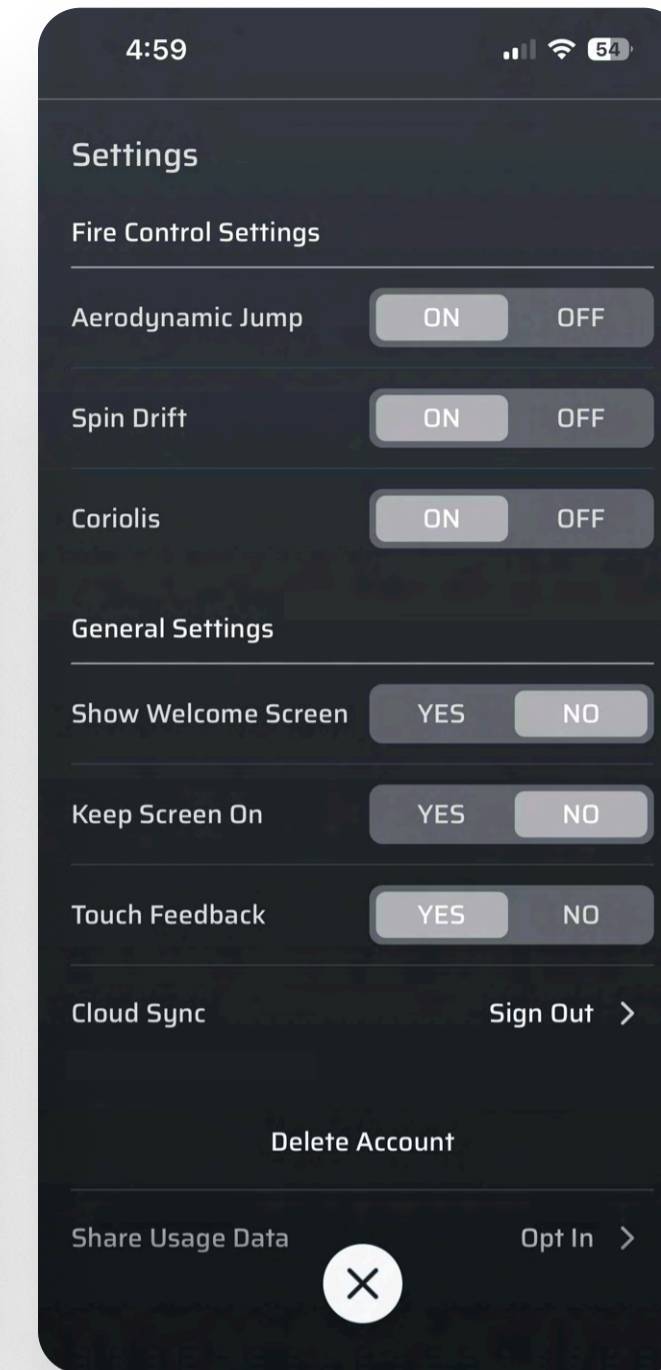 4:59
54
Settings
Fire Control Settings
Aerodynamic Jump ON OFF
Spin Drift ON OFF
Coriolis ON OFF
General Settings
Show Welcome Screen YES NO
Keep Screen On YES NO
Touch Feedback YES NO
Cloud Sync Sign Out >
Delete Account
Share Usage Data Opt In >